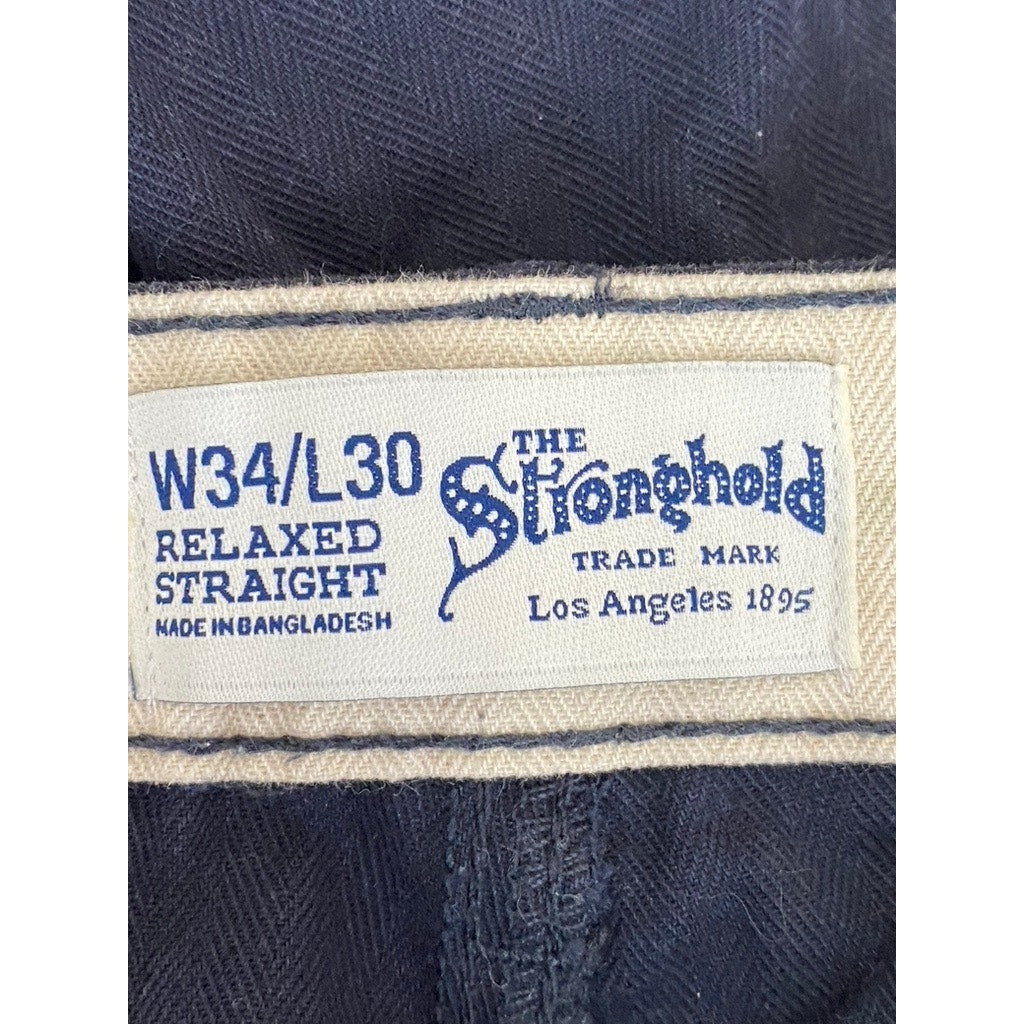 W34/L30
RELAXED
STRAIGHT
MADE IN BANGLADESH
THE
Stronghold
TRADE MARK
Los Angeles 1895